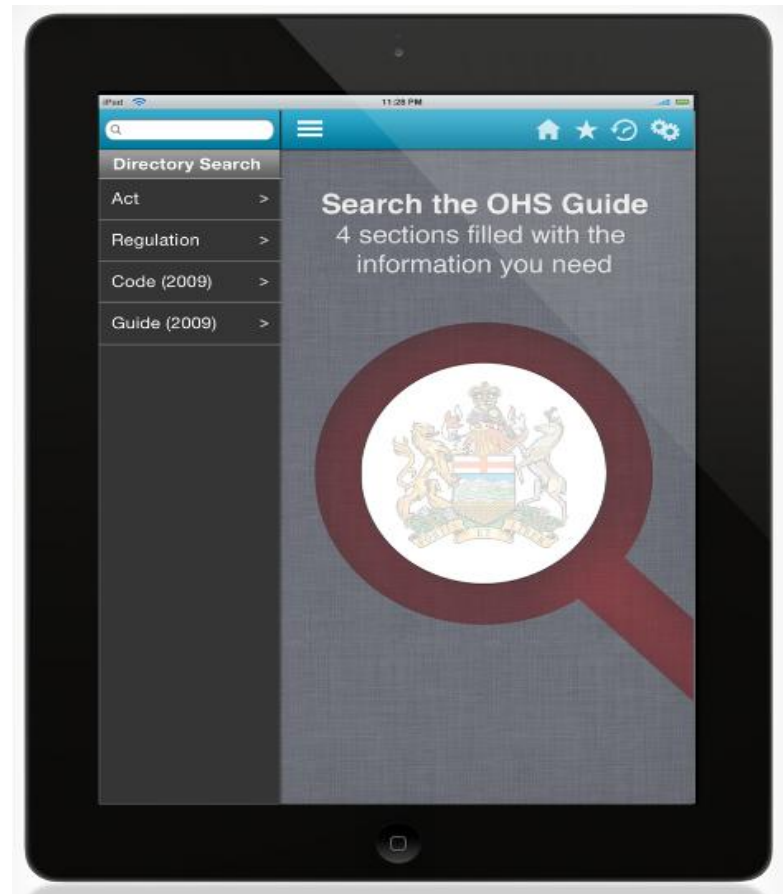 iPad
11:28 PM
Directory Search
Act >
Regulation >
Code (2009) >
Guide (2009) >
Search the OHS Guide
4 sections filled with the
information you need